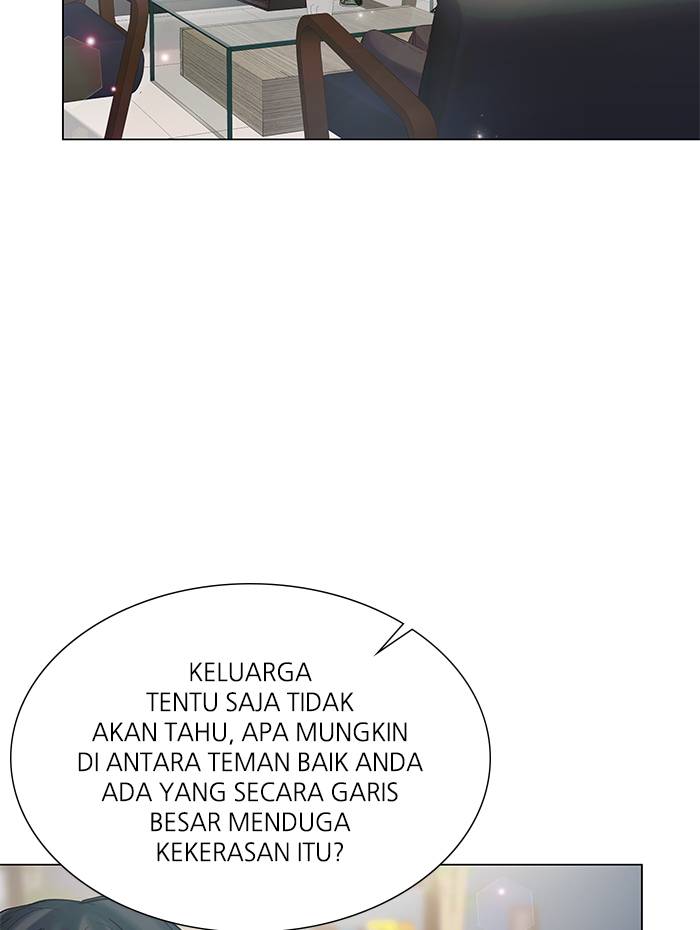 KELUARGA
TENTU SAJA TIDAK
AKAN TAHU, APA MUNGKIN
DI ANTARA TEMAN BAIK ANDA
ADA YANG SECARA GARIS
BESAR MENDUGA
KEKERASAN ITU?